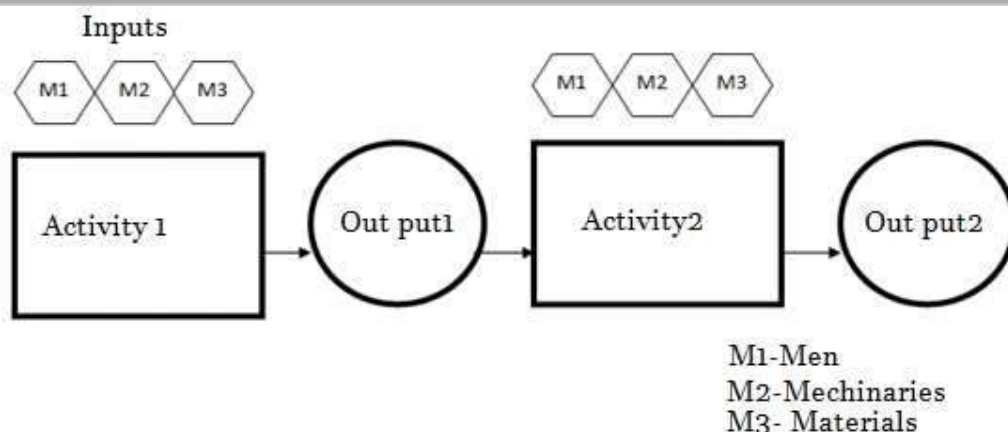 Inputs
M1 M2 M3
M1 M2 M3
Activity 1
Out put1
Activity2
Out put2
M1-Men
M2-Mechinaries
M3- Materials